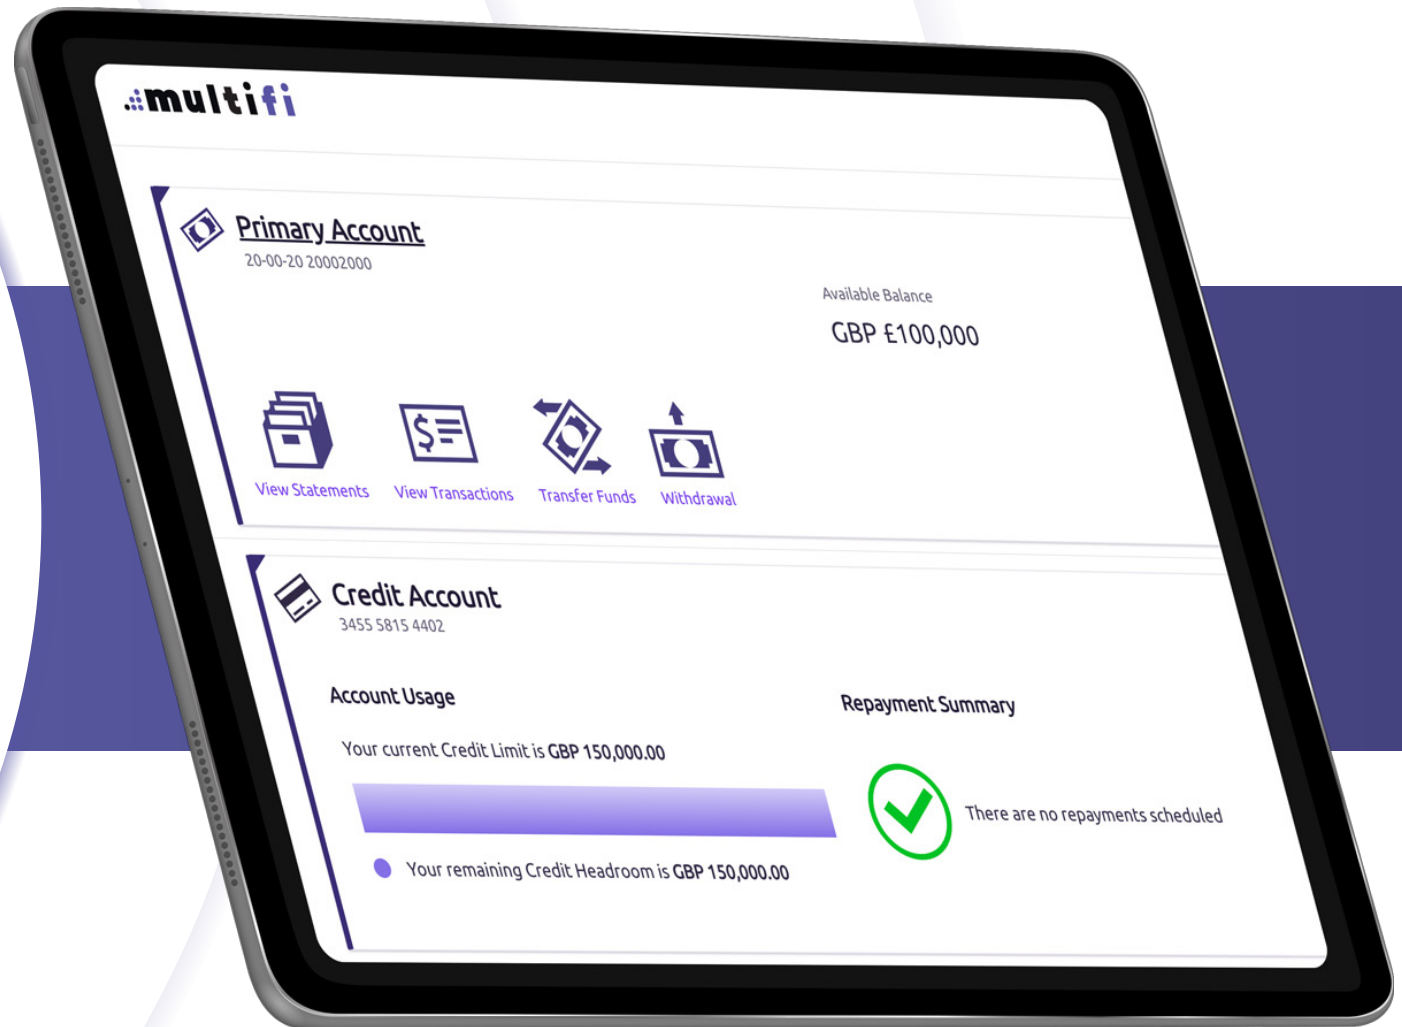 multifi
Primary Account
20-00-20 20002000
Available Balance
GBP £100,000
View Statements
View Transactions
Transfer Funds
Withdrawal
Credit Account
3455 5815 4402
Account Usage
Your current Credit Limit is GBP 150,000.00
Your remaining Credit Headroom is GBP 150,000.00
Repayment Summary
There are no repayments scheduled